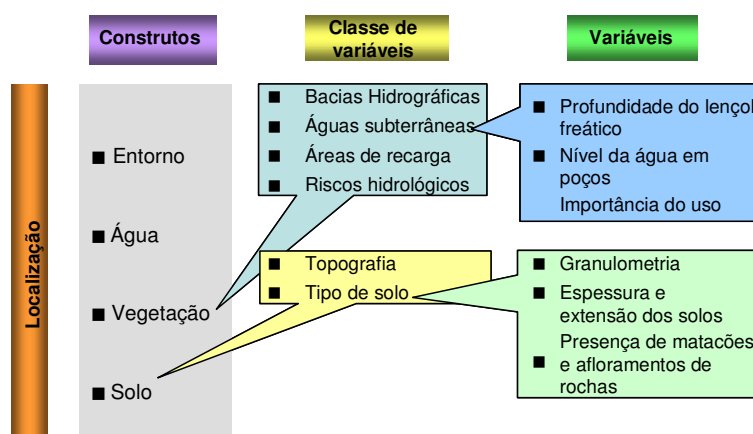 Construtos
Classe de
variáveis
Variáveis
Localização
■ Entorno
■ Água
■ Vegetação
■ Solo
■ Bacias Hidrográficas
■ Águas subterrâneas
■ Áreas de recarga
■ Riscos hidrológicos
■ Topografia
■ Tipo de solo
■ Profundidade do lençol
freático
■ Nível da água em
poços
Importância do uso
■ Granulometria
■ Espessura e
extensão dos solos
Presença de matacões
■ e afloramentos de
rochas